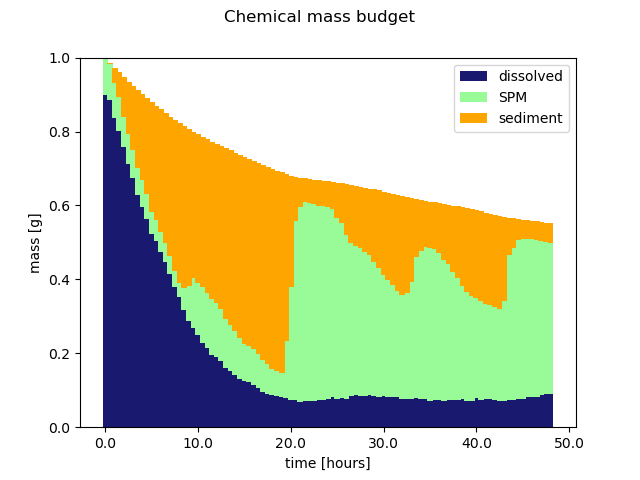 Chemical mass budget
1.0
0.8
0.6
0.4
0.2
0.0
mass [g]
dissolved
SPM
sediment
0.0 10.0 20.0 30.0 40.0 50.0
time [hours]